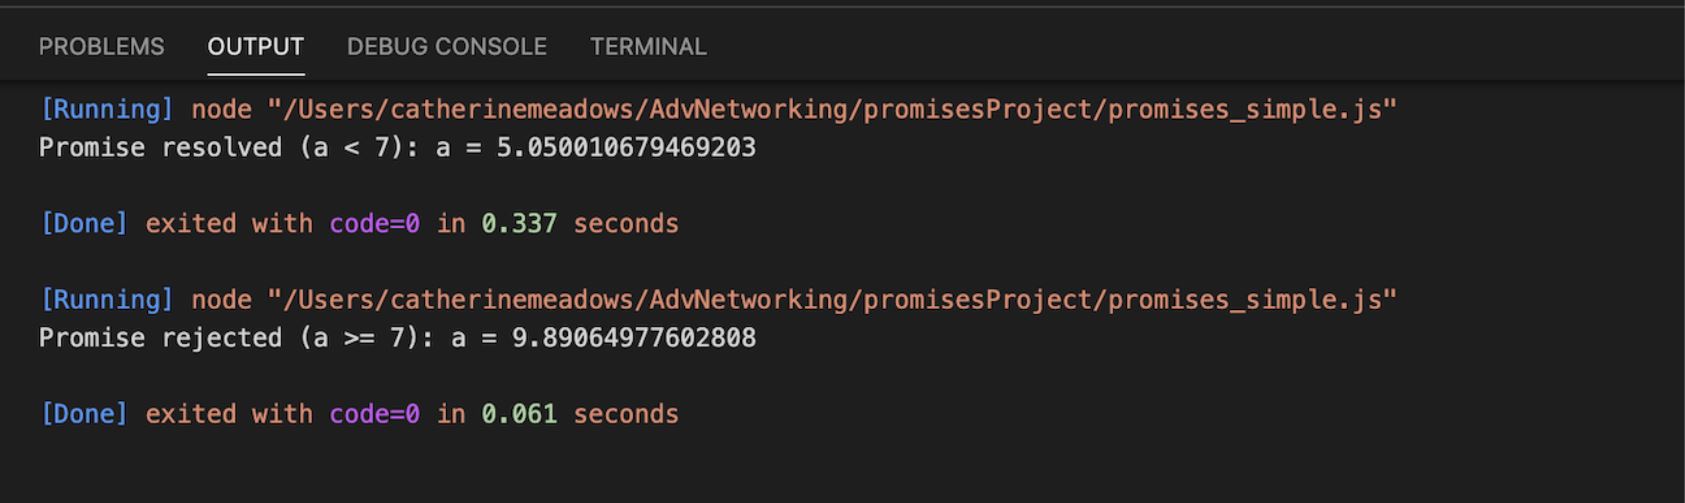 PROBLEMS OUTPUT DEBUG CONSOLE TERMINAL
[Running] node "/Users/catherinemeadows/AdvNetworking/promisesProject/promises_simple.js"
Promise resolved (a < 7): a = 5.050010679469203
[Done] exited with code=0 in 0.337 seconds
[Running] node "/Users/catherinemeadows/AdvNetworking/promisesProject/promises_simple.js"
Promise rejected (a >= 7): a = 9.89064977602808
[Done] exited with code=0 in 0.061 seconds